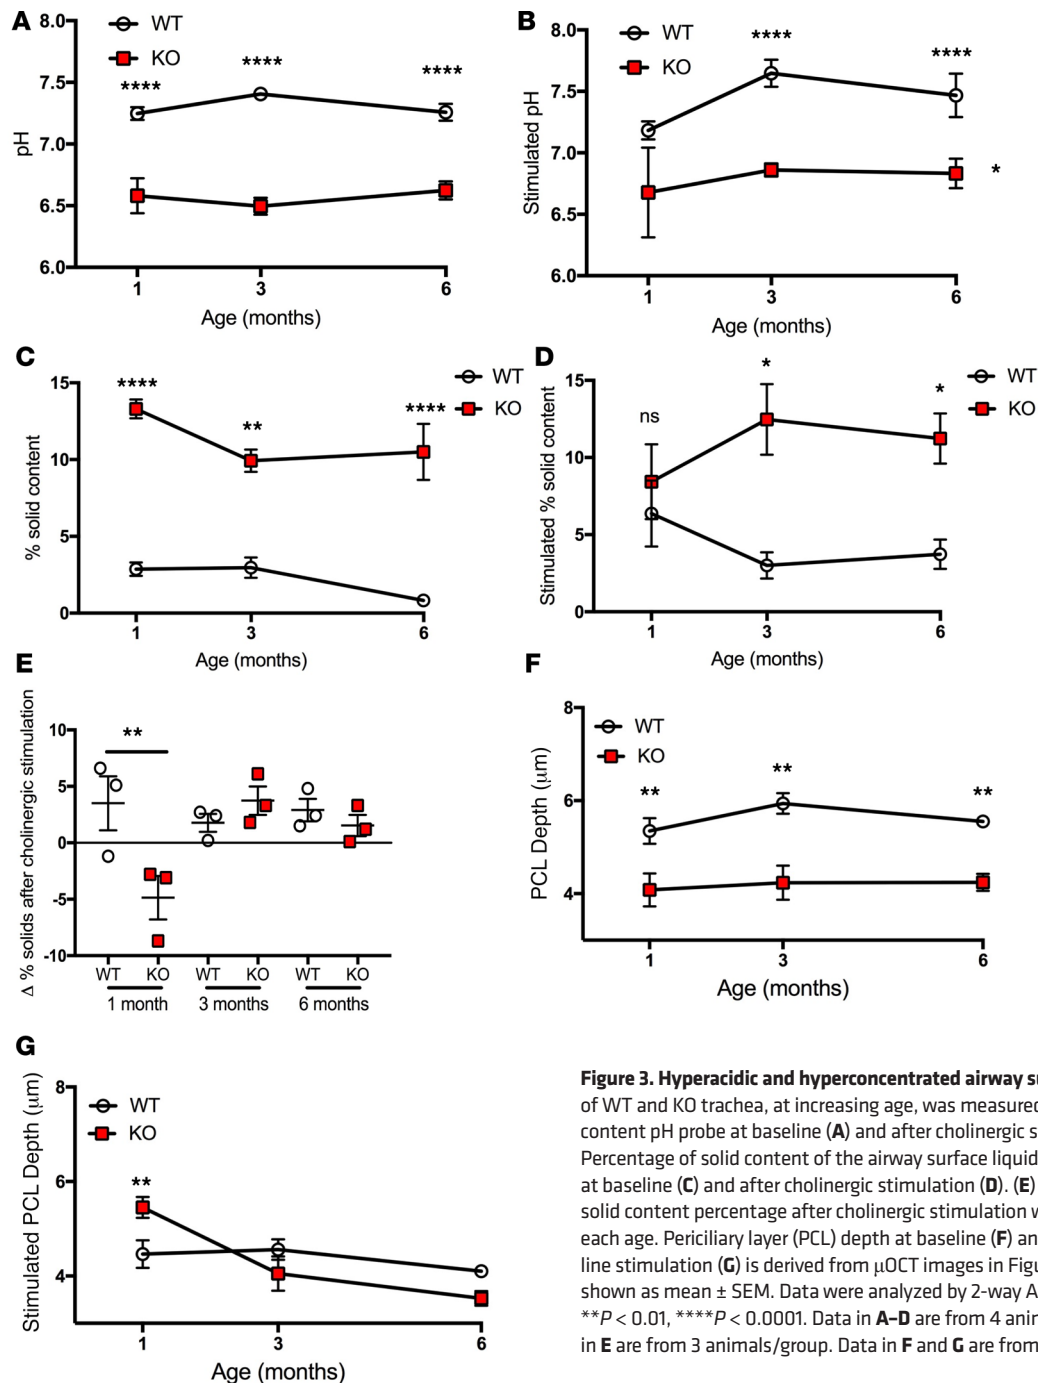 A
8.0
7.5
7.0
6.5
6.0
pH
WT
KO
****
****
****
1
3
6
Age (months)
B
8.0
7.5
7.0
6.5
6.0
Stimulated pH
WT
KO
****
****
*
1
3
6
Age (months)
C
15
10
5
0
% solid content
WT
KO
****
**
****
1
3
6
Age (months)
D
15
10
5
0
Stimulated % solid content
WT
KO
ns
*
*
1
3
6
Age (months)
E
10
5
0
-5
-10
Δ % solids after cholinergic stimulation
**
WT KO WT KO WT KO
1 month 3 months 6 months
F
8
6
4
PCL Depth (μm)
WT
KO
**
**
**
1
3
6
Age (months)
G
8
6
4
Stimulated PCL Depth (μm)
WT
KO
**
1
3
6
Age (months)
Figure 3. Hyperacidic and hyperconcentrated airway
of WT and KO trachea, at increasing age, was measured
content pH probe at baseline (A) and after cholinergic
Percentage of solid content of the airway surface liquid
at baseline (C) and after cholinergic stimulation (D). (E)
solid content percentage after cholinergic stimulation
each age. Periciliary layer (PCL) depth at baseline (F)
line stimulation (G) is derived from μOCT images in
shown as mean ± SEM. Data were analyzed by 2-way
**P < 0.01, ****P < 0.0001. Data in A–D are from 4
in E are from 3 animals/group. Data in F and G are from